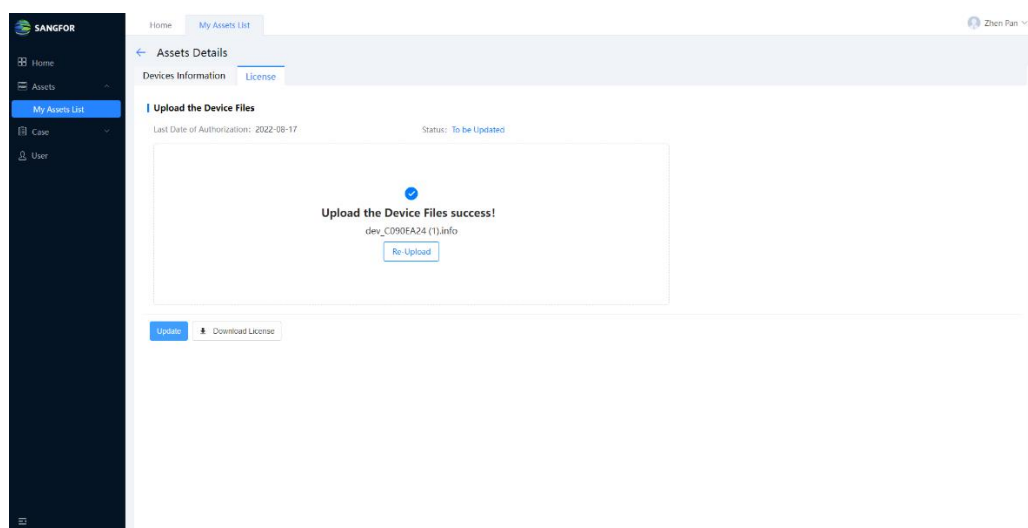 SANGFOR
Home
My Assets List
Zhen Pan
Home
Assets
My Assets List
Case
User
Assets Details
Devices Information
License
Upload the Device Files
Last Date of Authorization: 2022-08-17
Status: To be Updated
Upload the Device Files success!
dev_C090EA24 (1).info
Re-Upload
Update
Download License